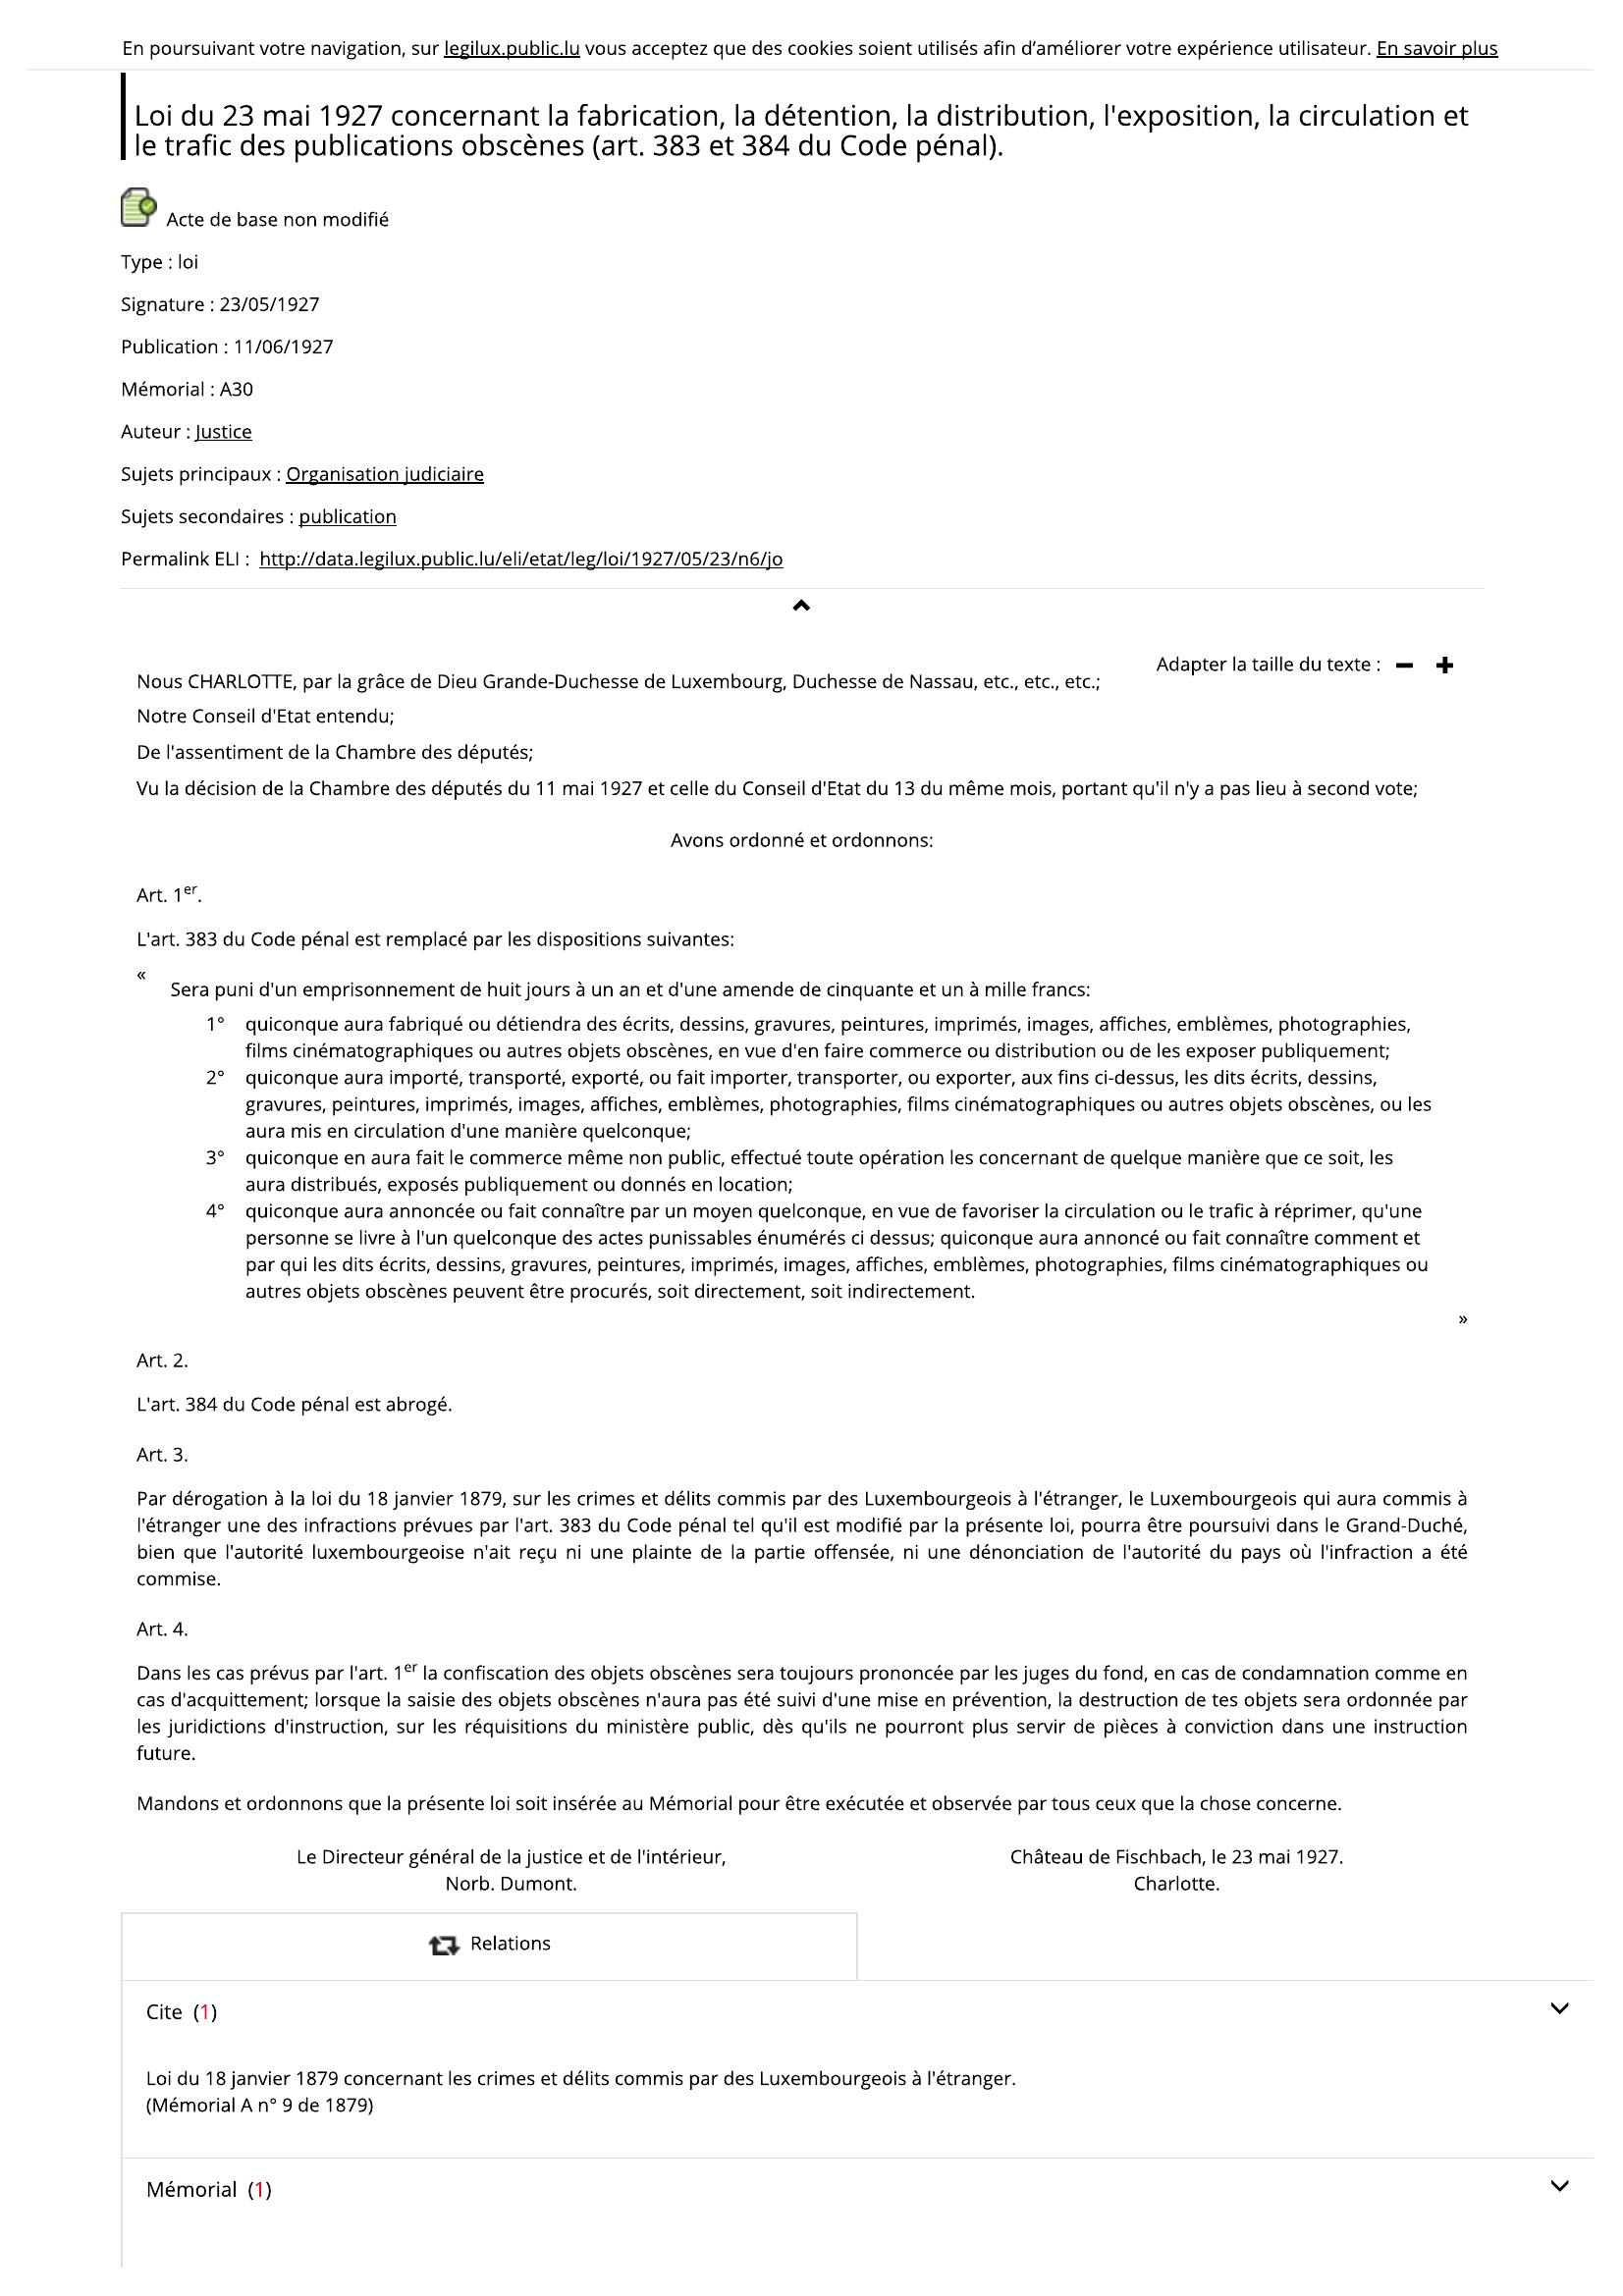 En poursuivant votre navigation, sur legilux.public.lu vous acceptez que des cookies soient utilisés afin d’améliorer votre expérience utilisateur. En savoir plus
Loi du 23 mai 1927 concernant la fabrication, la détention, la distribution, l'exposition, la circulation et
le trafic des publications obscènes (art. 383 et 384 du Code pénal).
Acte de base non modifié
Type : loi
Signature : 23/05/1927
Publication : 11/06/1927
Mémorial : A30
Auteur : Justice
Sujets principaux : Organisation judiciaire
Sujets secondaires : publication
Permalink ELI : http://data.legilux.public.lu/eli/etat/leg/loi/1927/05/23/n6/jo
Adapter la taille du texte :
Nous CHARLOTTE, par la grâce de Dieu Grande-Duchesse de Luxembourg, Duchesse de Nassau, etc., etc., etc.;
Notre Conseil d'Etat entendu;
De l'assentiment de la Chambre des députés;
Vu la décision de la Chambre des députés du 11 mai 1927 et celle du Conseil d'Etat du 13 du même mois, portant qu'il n'y a pas lieu à second vote;
Avons ordonné et ordonnons:
Art. 1er.
L'art. 383 du Code pénal est remplacé par les dispositions suivantes:
«
Sera puni d'un emprisonnement de huit jours à un an et d'une amende de cinquante et un à mille francs:
1° quiconque aura fabriqué ou détiendra des écrits, dessins, gravures, peintures, imprimés, images, affiches, emblèmes, photographies,
films cinématographiques ou autres objets obscènes, en vue d'en faire commerce ou distribution ou de les exposer publiquement;
2° quiconque aura importé, transporté, exporté, ou fait importer, transporter, ou exporter, aux fins ci-dessus, les dits écrits, dessins,
gravures, peintures, imprimés, images, affiches, emblèmes, photographies, films cinématographiques ou autres objets obscènes, ou les
aura mis en circulation d'une manière quelconque;
3° quiconque en aura fait le commerce même non public, effectué toute opération les concernant de quelque manière que ce soit, les
aura distribués, exposés publiquement ou donnés en location;
4° quiconque aura annoncée ou fait connaître par un moyen quelconque, en vue de favoriser la circulation ou le trafic à réprimer, qu'une
personne se livre à l'un quelconque des actes punissables énumérés ci dessus; quiconque aura annoncé ou fait connaître comment et
par qui les dits écrits, dessins, gravures, peintures, imprimés, images, affiches, emblèmes, photographies, films cinématographiques ou
autres objets obscènes peuvent être procurés, soit directement, soit indirectement.
»
Art. 2.
L'art. 384 du Code pénal est abrogé.
Art. 3.
Par dérogation à la loi du 18 janvier 1879, sur les crimes et délits commis par des Luxembourgeois à l'étranger, le Luxembourgeois qui aura commis à
l'étranger une des infractions prévues par l'art. 383 du Code pénal tel qu'il est modifié par la présente loi, pourra être poursuivi dans le Grand-Duché,
bien que l'autorité luxembourgeoise n'ait reçu ni une plainte de la partie offensée, ni une dénonciation de l'autorité du pays où l'infraction a été
commise.
Art. 4.
Dans les cas prévus par l'art. 1er la confiscation des objets obscènes sera toujours prononcée par les juges du fond, en cas de condamnation comme en
cas d'acquittement; lorsque la saisie des objets obscènes n'aura pas été suivi d'une mise en prévention, la destruction de tes objets sera ordonnée par
les juridictions d'instruction, sur les réquisitions du ministère public, dès qu'ils ne pourront plus servir de pièces à conviction dans une instruction
future.
Mandons et ordonnons que la présente loi soit insérée au Mémorial pour être exécutée et observée par tous ceux que la chose concerne.
Le Directeur général de la justice et de l'intérieur,
Norb. Dumont.
Château de Fischbach, le 23 mai 1927.
Charlotte.
Relations
Cite (1)
Loi du 18 janvier 1879 concernant les crimes et délits commis par des Luxembourgeois à l'étranger.
(Mémorial A n° 9 de 1879)
Mémorial (1)